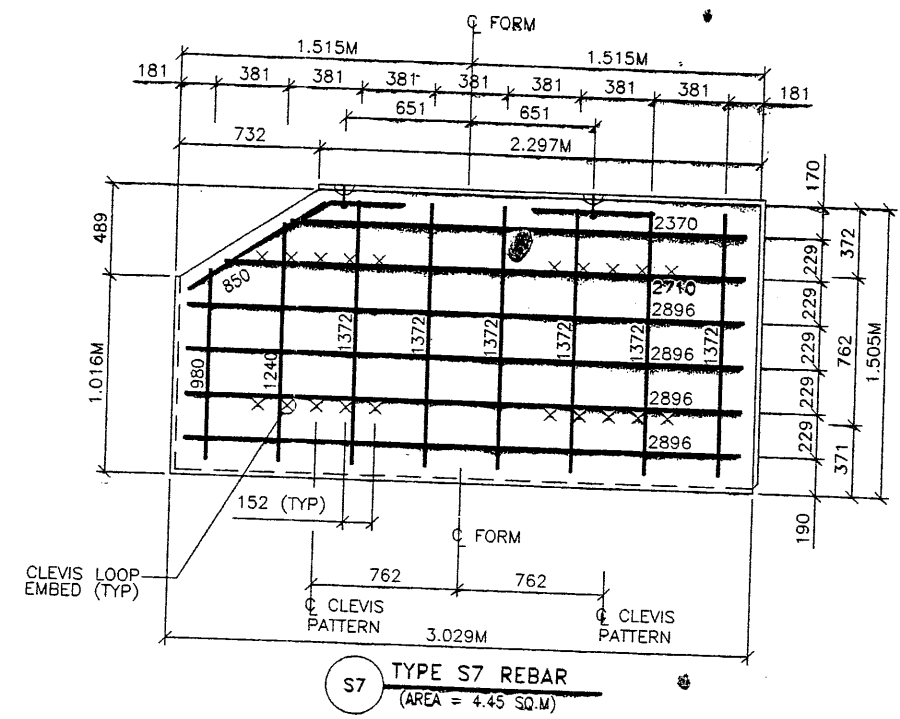 ℄ FORM
1.515M 1.515M
181 381 381 381 381 381 381 381 181
651 651
732 2.297M
170
489
2370
372
229
850
2710
229
2896
1372 1372 1372 1372 1372 1372
229
762
1.505M
1.016M
980
1240
2896
229
2896
229
2896
371
190
152 (TYP)
℄ FORM
CLEVIS LOOP
EMBED (TYP)
762 762
℄ CLEVIS
PATTERN
℄ CLEVIS
PATTERN
3.029M
S7
TYPE S7 REBAR
(AREA = 4.45 SQ.M)